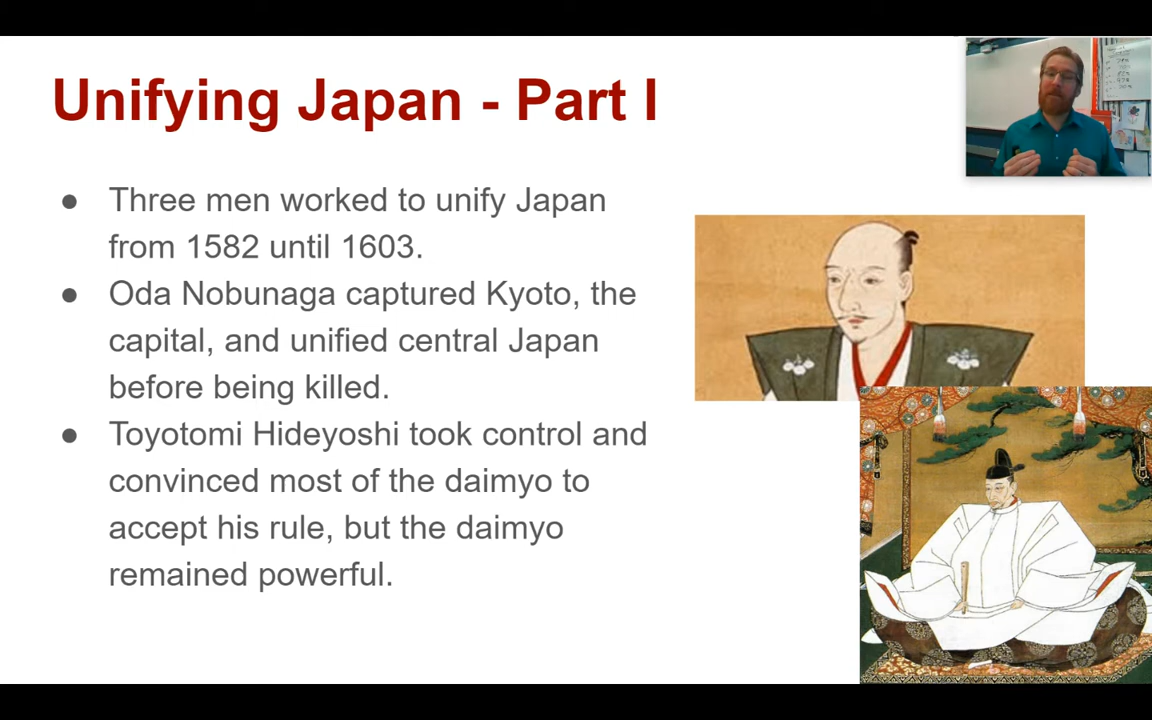 Unifying Japan - Part I
● Three men worked to unify Japan
from 1582 until 1603.
● Oda Nobunaga captured Kyoto, the
capital, and unified central Japan
before being killed.
● Toyotomi Hideyoshi took control and
convinced most of the daimyo to
accept his rule, but the daimyo
remained powerful.